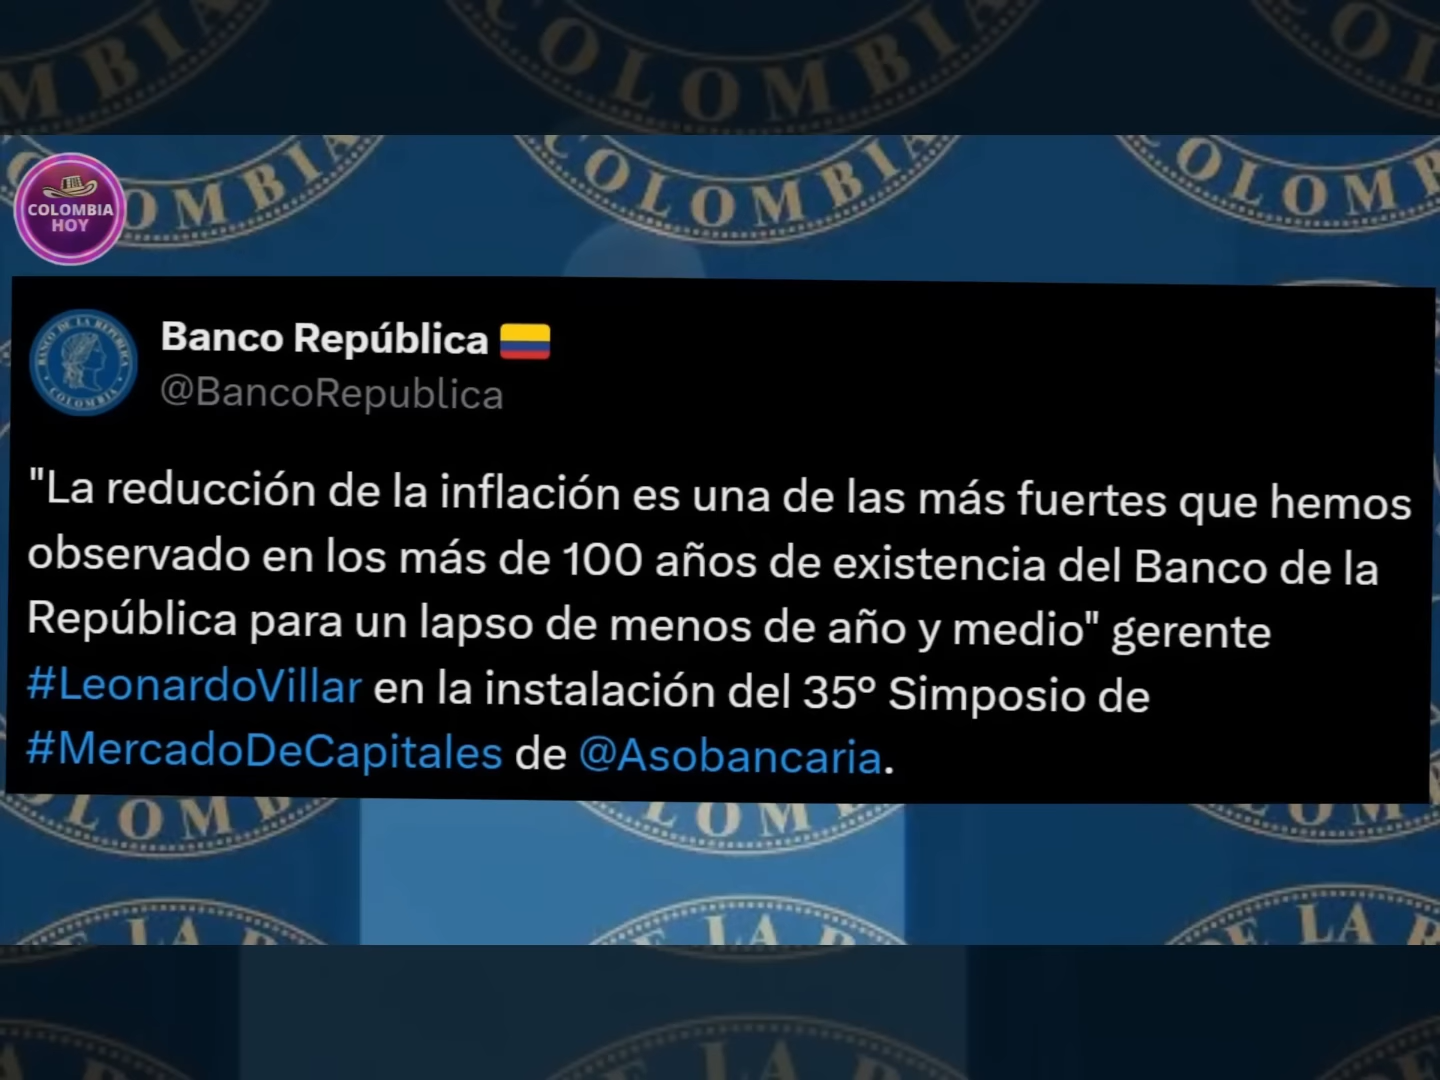 COLOMBIA
COLOMBIA
HOY
Banco República
@BancoRepublica
"La reducción de la inflación es una de las más fuertes que hemos
observado en los más de 100 años de existencia del Banco de la
República para un lapso de menos de año y medio" gerente
#LeonardoVillar en la instalación del 35º Simposio de
#MercadoDeCapitales de @Asobancaria.